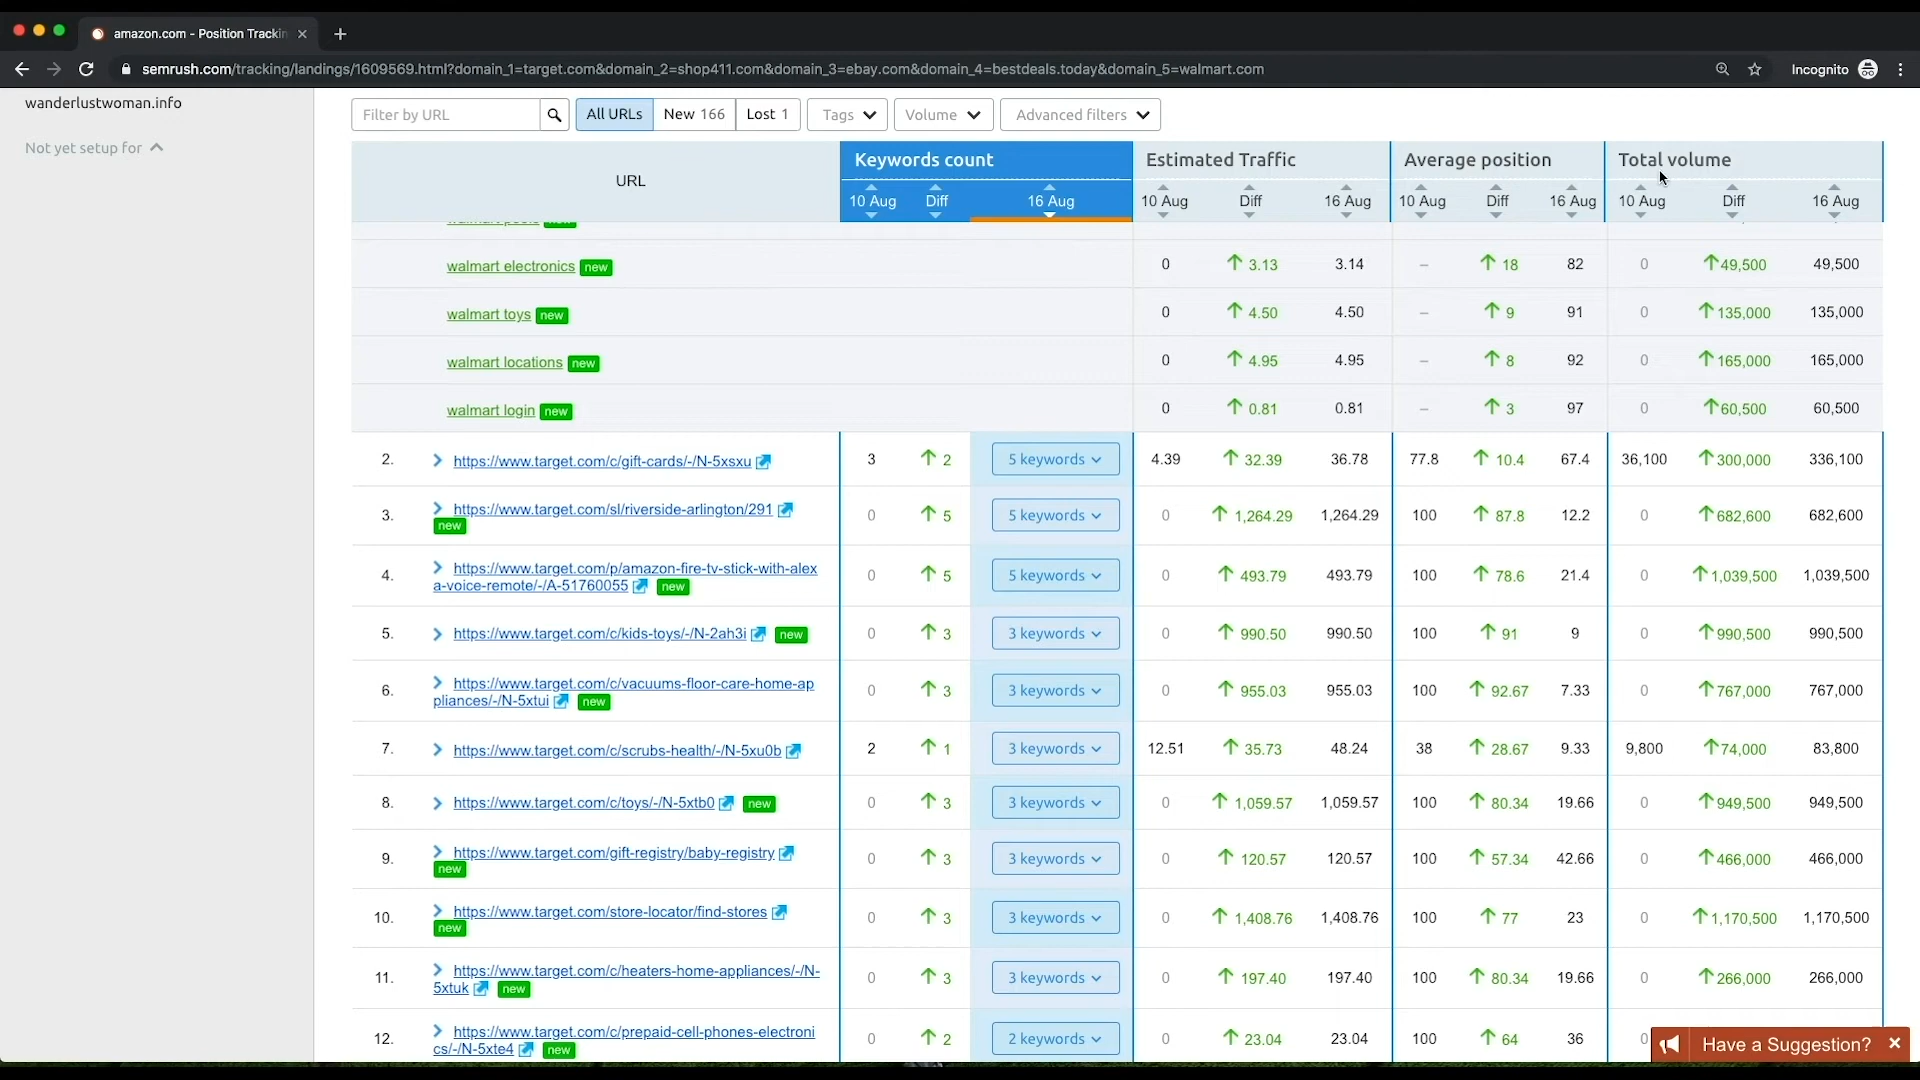 amazon.com - Position Trackin
semrush.com/tracking/landings/1609569.html?domain_1=target.com&domain_2=shop411.com&domain_3=ebay.com&domain_4=bestdeals.today&domain_5=walmart.com
Incognito
wanderlustwoman.info
Not yet setup for
Filter by URL
All URLs New 166 Lost 1 Tags Volume Advanced filters
URL
Keywords count Estimated Traffic Average position Total volume
10 Aug Diff 16 Aug 10 Aug Diff 16 Aug 10 Aug Diff 16 Aug 10 Aug Diff 16 Aug
walmart electronics new 0 3.13 3.14 – 18 82 0 49,500 49,500
walmart toys new 0 4.50 4.50 – 9 91 0 135,000 135,000
walmart locations new 0 4.95 4.95 – 8 92 0 165,000 165,000
walmart login new 0 0.81 0.81 – 3 97 0 60,500 60,500
2. https://www.target.com/c/gift-cards/-/N-5xsxu 3 2 5 keywords 4.39 32.39 36.78 77.8 10.4 67.4 36,100 300,000 336,100
3. https://www.target.com/sl/riverside-arlington/291 0 5 5 keywords 0 1,264.29 1,264.29 100 87.8 12.2 0 682,600 682,600
new
4. https://www.target.com/p/amazon-fire-tv-stick-with-alex 0 5 5 keywords 0 493.79 493.79 100 78.6 21.4 0 1,039,500 1,039,500
a-voice-remote/-/A-51760055 new
5. https://www.target.com/c/kids-toys/-/N-2ah3i new 0 3 3 keywords 0 990.50 990.50 100 91 9 0 990,500 990,500
6. https://www.target.com/c/vacuums-floor-care-home-ap 0 3 3 keywords 0 955.03 955.03 100 92.67 7.33 0 767,000 767,000
pliances/-/N-5xtui new
7. https://www.target.com/c/scrubs-health/-/N-5xu0b 2 1 3 keywords 12.51 35.73 48.24 38 28.67 9.33 9,800 74,000 83,800
8. https://www.target.com/c/toys/-/N-5xtb0 new 0 3 3 keywords 0 1,059.57 1,059.57 100 80.34 19.66 0 949,500 949,500
9. https://www.target.com/gift-registry/baby-registry 0 3 3 keywords 0 120.57 120.57 100 57.34 42.66 0 466,000 466,000
new
10. https://www.target.com/store-locator/find-stores 0 3 3 keywords 0 1,408.76 1,408.76 100 77 23 0 1,170,500 1,170,500
new
11. https://www.target.com/c/heaters-home-appliances/-/N- 0 3 3 keywords 0 197.40 197.40 100 80.34 19.66 0 266,000 266,000
5xtuk new
12. https://www.target.com/c/prepaid-cell-phones-electroni 0 2 2 keywords 0 23.04 23.04 100 64 36 0
cs/-/N-5xte4 new
Have a Suggestion?